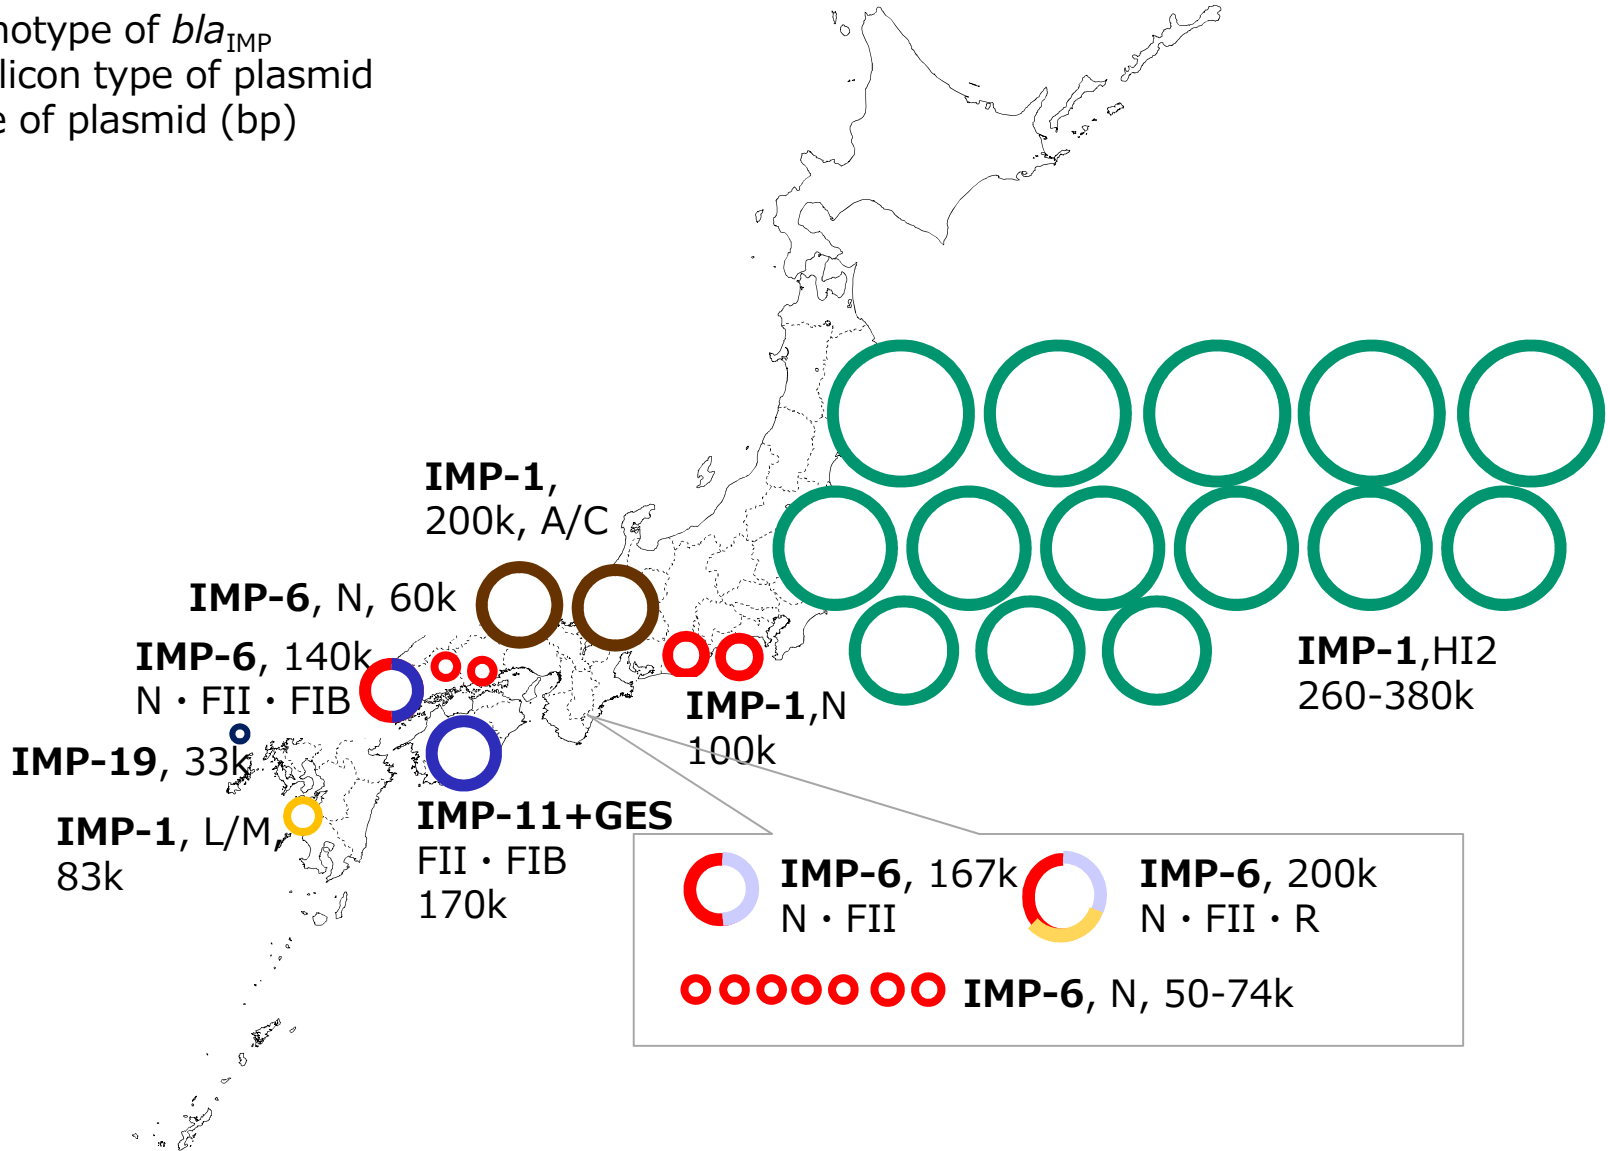 notype of bla IMP
licon type of plasmid
e of plasmid (bp)
IMP-1,
200k, A/C
IMP-6, N, 60k
IMP-6, 140k
N・FII・FIB
IMP-19, 33k
IMP-1, L/M,
83k
IMP-11+GES
FII・FIB
170k
IMP-1,N
100k
IMP-1,HI2
260-380k
IMP-6, 167k
N・FII
IMP-6, 200k
N・FII・R
IMP-6, N, 50-74k